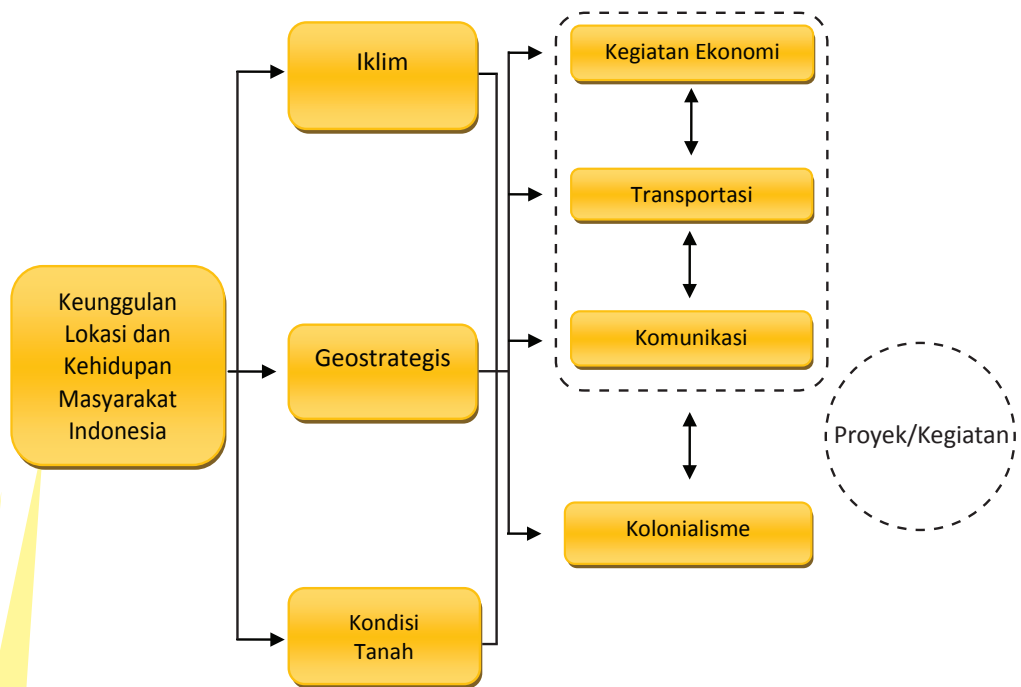 Keunggulan
Lokasi dan
Kehidupan
Masyarakat
Indonesia
Iklim
Geostrategis
Kondisi
Tanah
Kegiatan Ekonomi
Transportasi
Komunikasi
Kolonialisme
Proyek/Kegiatan